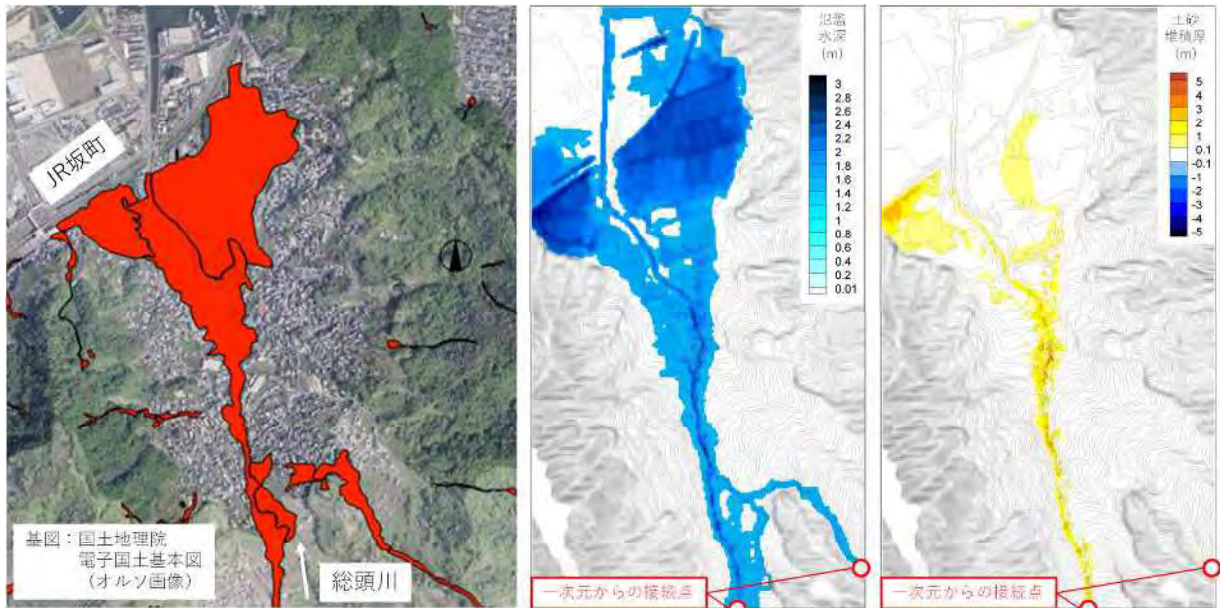 JR坂町
基図：国土地理院
電子国土基本図
（オルソ画像）
総頭川
氾濫
水深
(m)
3
2.8
2.6
2.4
2.2
2
1.8
1.6
1.4
1.2
1
0.8
0.6
0.4
0.2
0.01
一次元からの接続点
土砂
堆積厚
(m)
5
4
3
2
1
0.1
-0.1
-1
-2
-3
-4
-5
一次元からの接続点